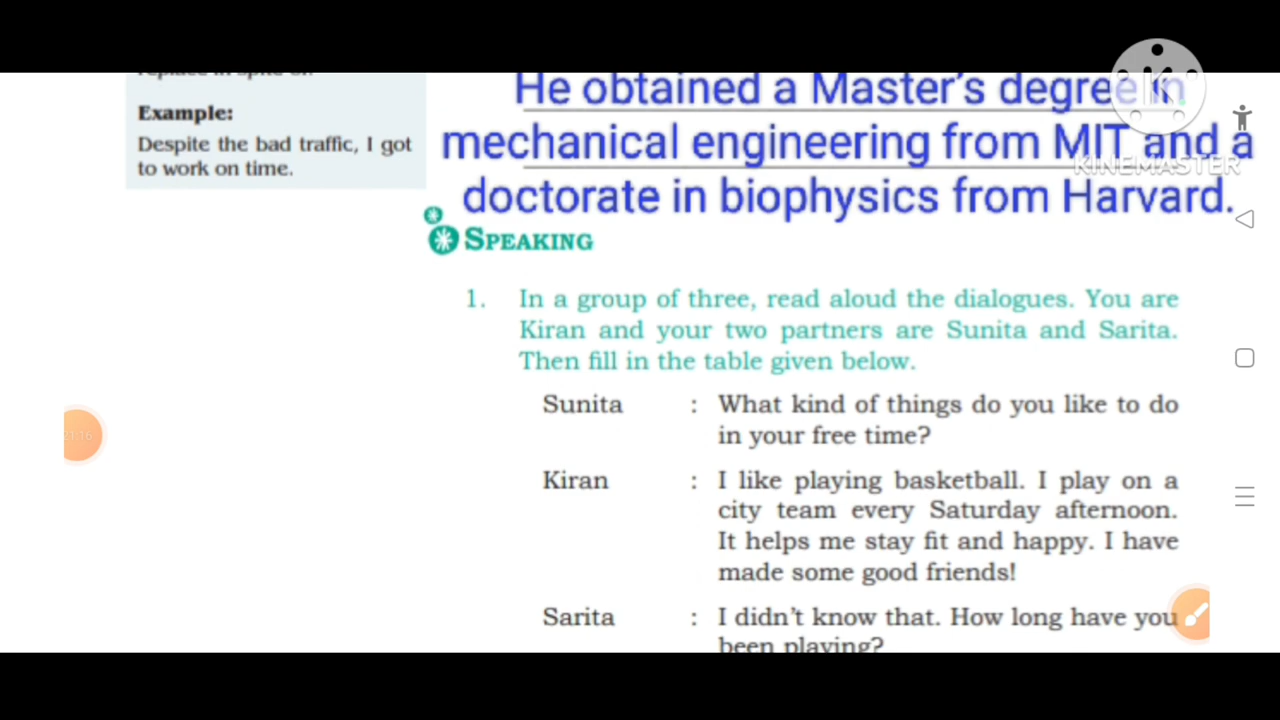 Example:
Despite the bad traffic, I got
to work on time.
He obtained a Master's degree in
mechanical engineering from MIT and a
doctorate in biophysics from Harvard.
KINEMASTER
SPEAKING
1. In a group of three, read aloud the dialogues. You are
Kiran and your two partners are Sunita and Sarita.
Then fill in the table given below.
Sunita : What kind of things do you like to do
in your free time?
Kiran : I like playing basketball. I play on a
city team every Saturday afternoon.
It helps me stay fit and happy. I have
made some good friends!
Sarita : I didn't know that. How long have you
been playing?
21:16